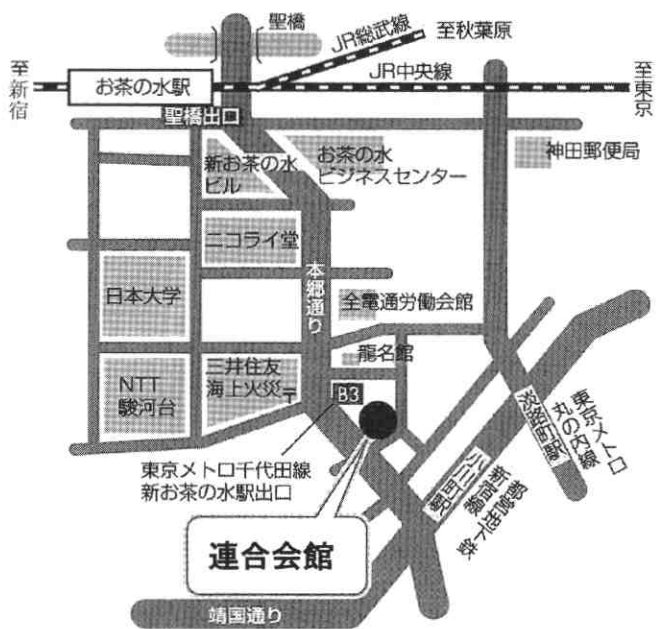 聖橋
JR総武線
至秋葉原
至新宿
お茶の水駅
JR中央線
至東京
聖橋出口
新お茶の水
ビル
お茶の水
ビジネスセンター
神田郵便局
ニコライ堂
本郷通り
日本大学
全電通労働会館
龍名館
三井住友
海上火災
〒
NTT
駿河台
B3
東京メトロ
丸の内線
淡路町駅
東京メトロ千代田線
新お茶の水駅出口
都営地下鉄
新宿線
小川町駅
連合会館
靖国通り